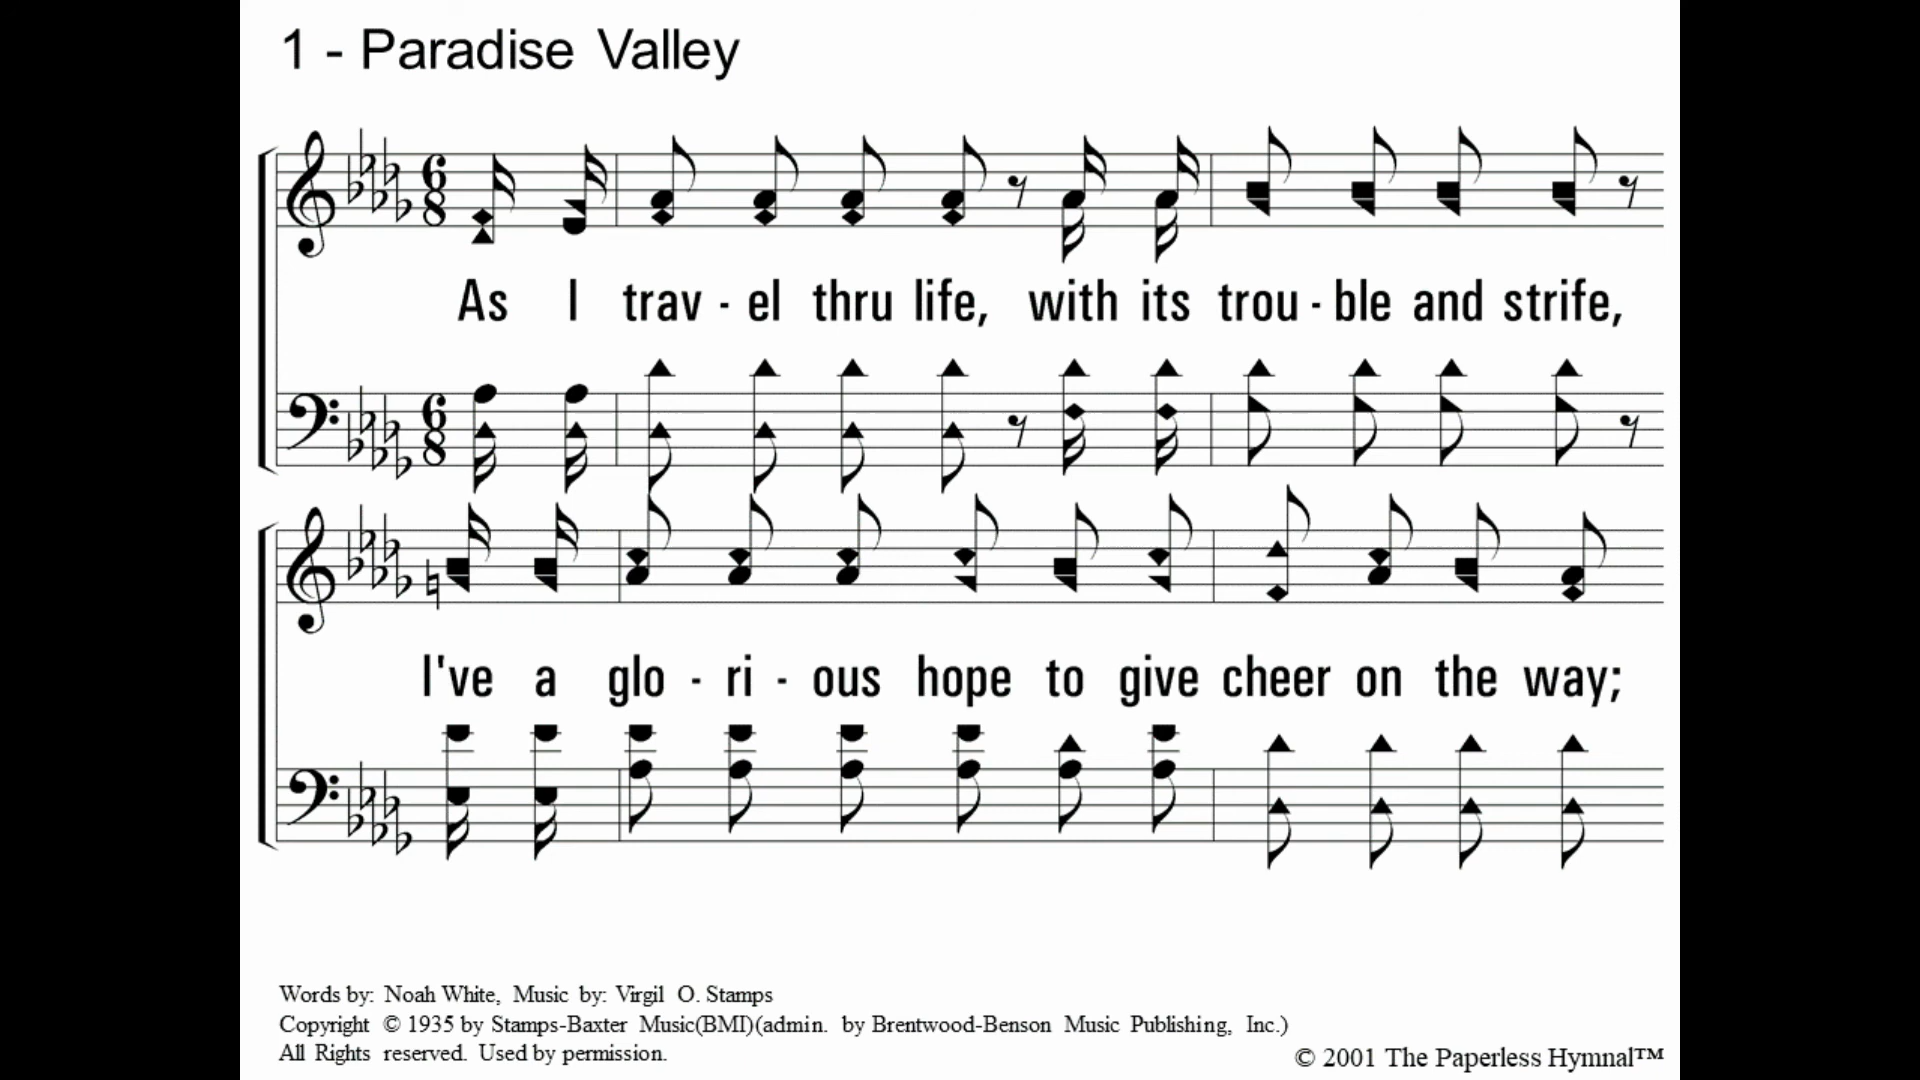 1 - Paradise Valley
As I trav - el thru life, with its trou - ble and strife,
I've a glo - ri - ous hope to give cheer on the way;
Words by: Noah White, Music by: Virgil O. Stamps
Copyright © 1935 by Stamps-Baxter Music(BMI)(admin. by Brentwood-Benson Music Publishing, Inc.)
All Rights reserved. Used by permission.
© 2001 The Paperless Hymnal™